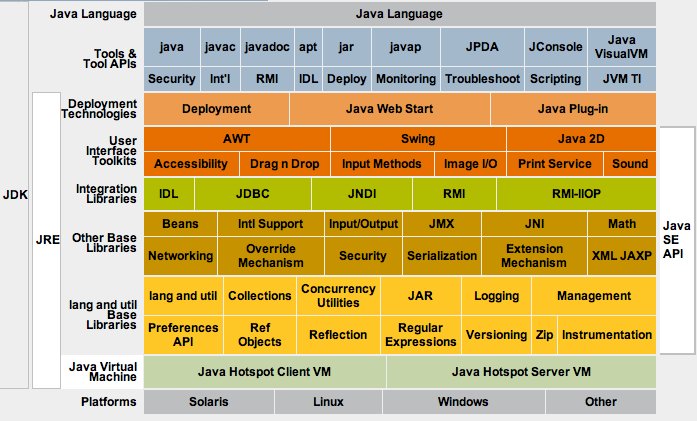 Java Language
Java Language
Tools &
Tool APIs
java javac javadoc apt jar javap JPDA JConsole Java
VisualVM
Security Int'l RMI IDL Deploy Monitoring Troubleshoot Scripting JVM TI
Deployment
Technologies
Deployment Java Web Start Java Plug-in
User
Interface
Toolkits
AWT Swing Java 2D
Accessibility Drag n Drop Input Methods Image I/O Print Service Sound
Integration
Libraries
IDL JDBC JNDI RMI RMI-IIOP
JDK
JRE
Other Base
Libraries
Beans Intl Support Input/Output JMX JNI Math
Networking Override
Mechanism Security Serialization Extension
Mechanism XML JAXP
Java
SE
API
lang and util
Base
Libraries
lang and util Collections Concurrency
Utilities JAR Logging Management
Preferences
API Ref
Objects Reflection Regular
Expressions Versioning Zip Instrumentation
Java Virtual
Machine
Java Hotspot Client VM Java Hotspot Server VM
Platforms
Solaris Linux Windows Other